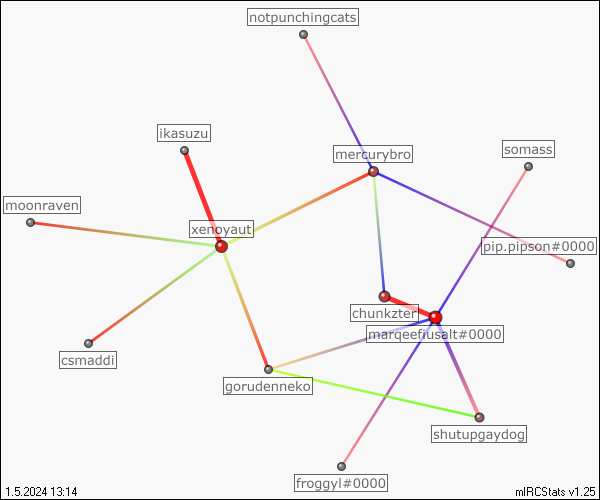 notpunchingcats
ikasuzu
mercurybro
somass
moonraven
xenoyaut
pip.pipson#0000
chunkzter
marqeefiusalt#0000
csmaddi
gorudenneko
shutupgaydog
froggyl#0000
1.5.2024 13:14
mIRCStats v1.25